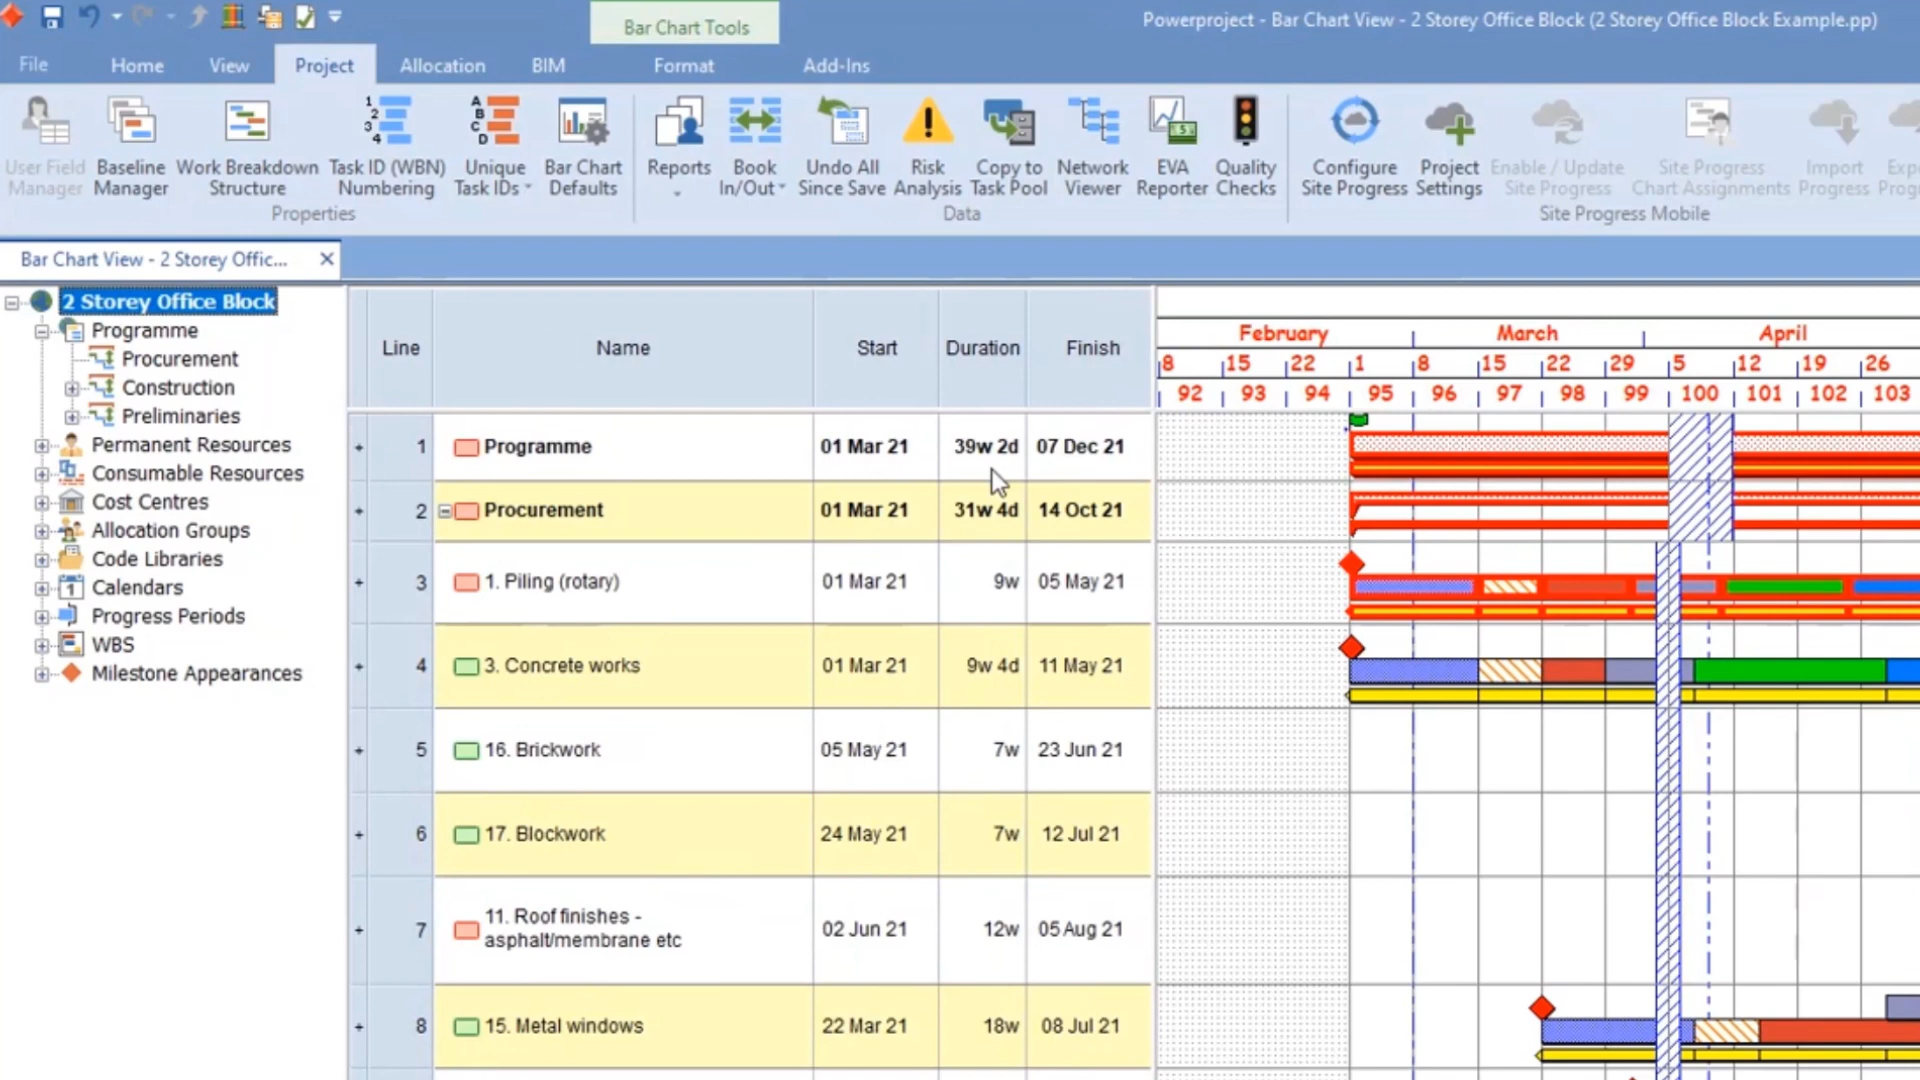 Bar Chart Tools
Powerproject - Bar Chart View - 2 Storey Office Block (2 Storey Office Block Example.pp)
File Home View Project Allocation BIM Format Add-Ins
User Field Manager
Baseline Manager
Work Breakdown Structure
Task ID (WBN) Numbering
Unique Task IDs
Bar Chart Defaults
Reports
Book In/Out
Undo All Since Save
Risk Analysis
Copy to Task Pool
Network Viewer
EVA Reporter
Quality Checks
Configure Site Progress
Project Settings
Enable / Update Site Progress
Site Progress Chart Assignments
Import Progress
Properties
Data
Site Progress Mobile
Bar Chart View - 2 Storey Offic...
2 Storey Office Block
Programme
Procurement
Construction
Preliminaries
Permanent Resources
Consumable Resources
Cost Centres
Allocation Groups
Code Libraries
Calendars
Progress Periods
WBS
Milestone Appearances
Line Name Start Duration Finish
February March April
8 15 22 1 8 15 22 29 5 12 19 26
92 93 94 95 96 97 98 99 100 101 102 103
1 Programme 01 Mar 21 39w 2d 07 Dec 21
2 Procurement 01 Mar 21 31w 4d 14 Oct 21
3 1. Piling (rotary) 01 Mar 21 9w 05 May 21
4 3. Concrete works 01 Mar 21 9w 4d 11 May 21
5 16. Brickwork 05 May 21 7w 23 Jun 21
6 17. Blockwork 24 May 21 7w 12 Jul 21
7 11. Roof finishes - asphalt/membrane etc 02 Jun 21 12w 05 Aug 21
8 15. Metal windows 22 Mar 21 18w 08 Jul 21